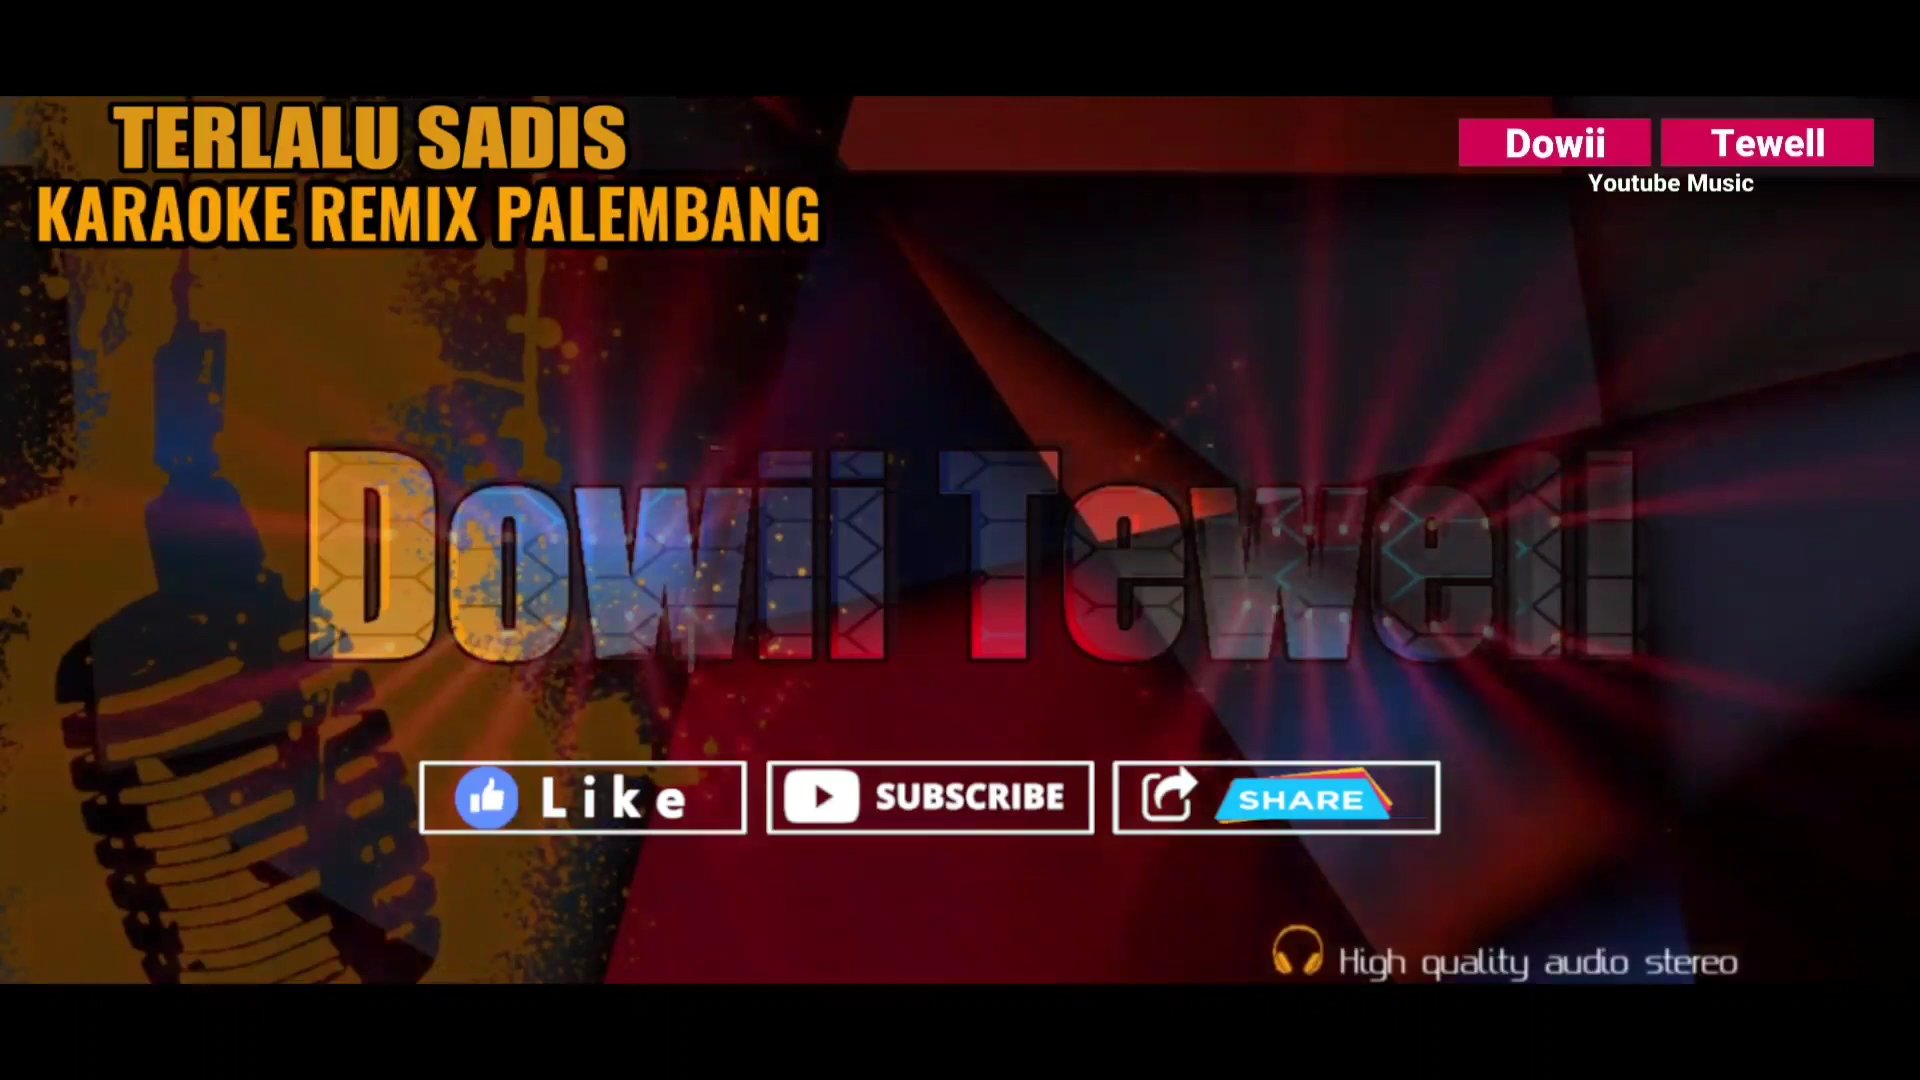 TERLALU SADIS
KARAOKE REMIX PALEMBANG
Dowii Tewell
Youtube Music
Dowii Tewell
Like
SUBSCRIBE
SHARE
High quality audio stereo